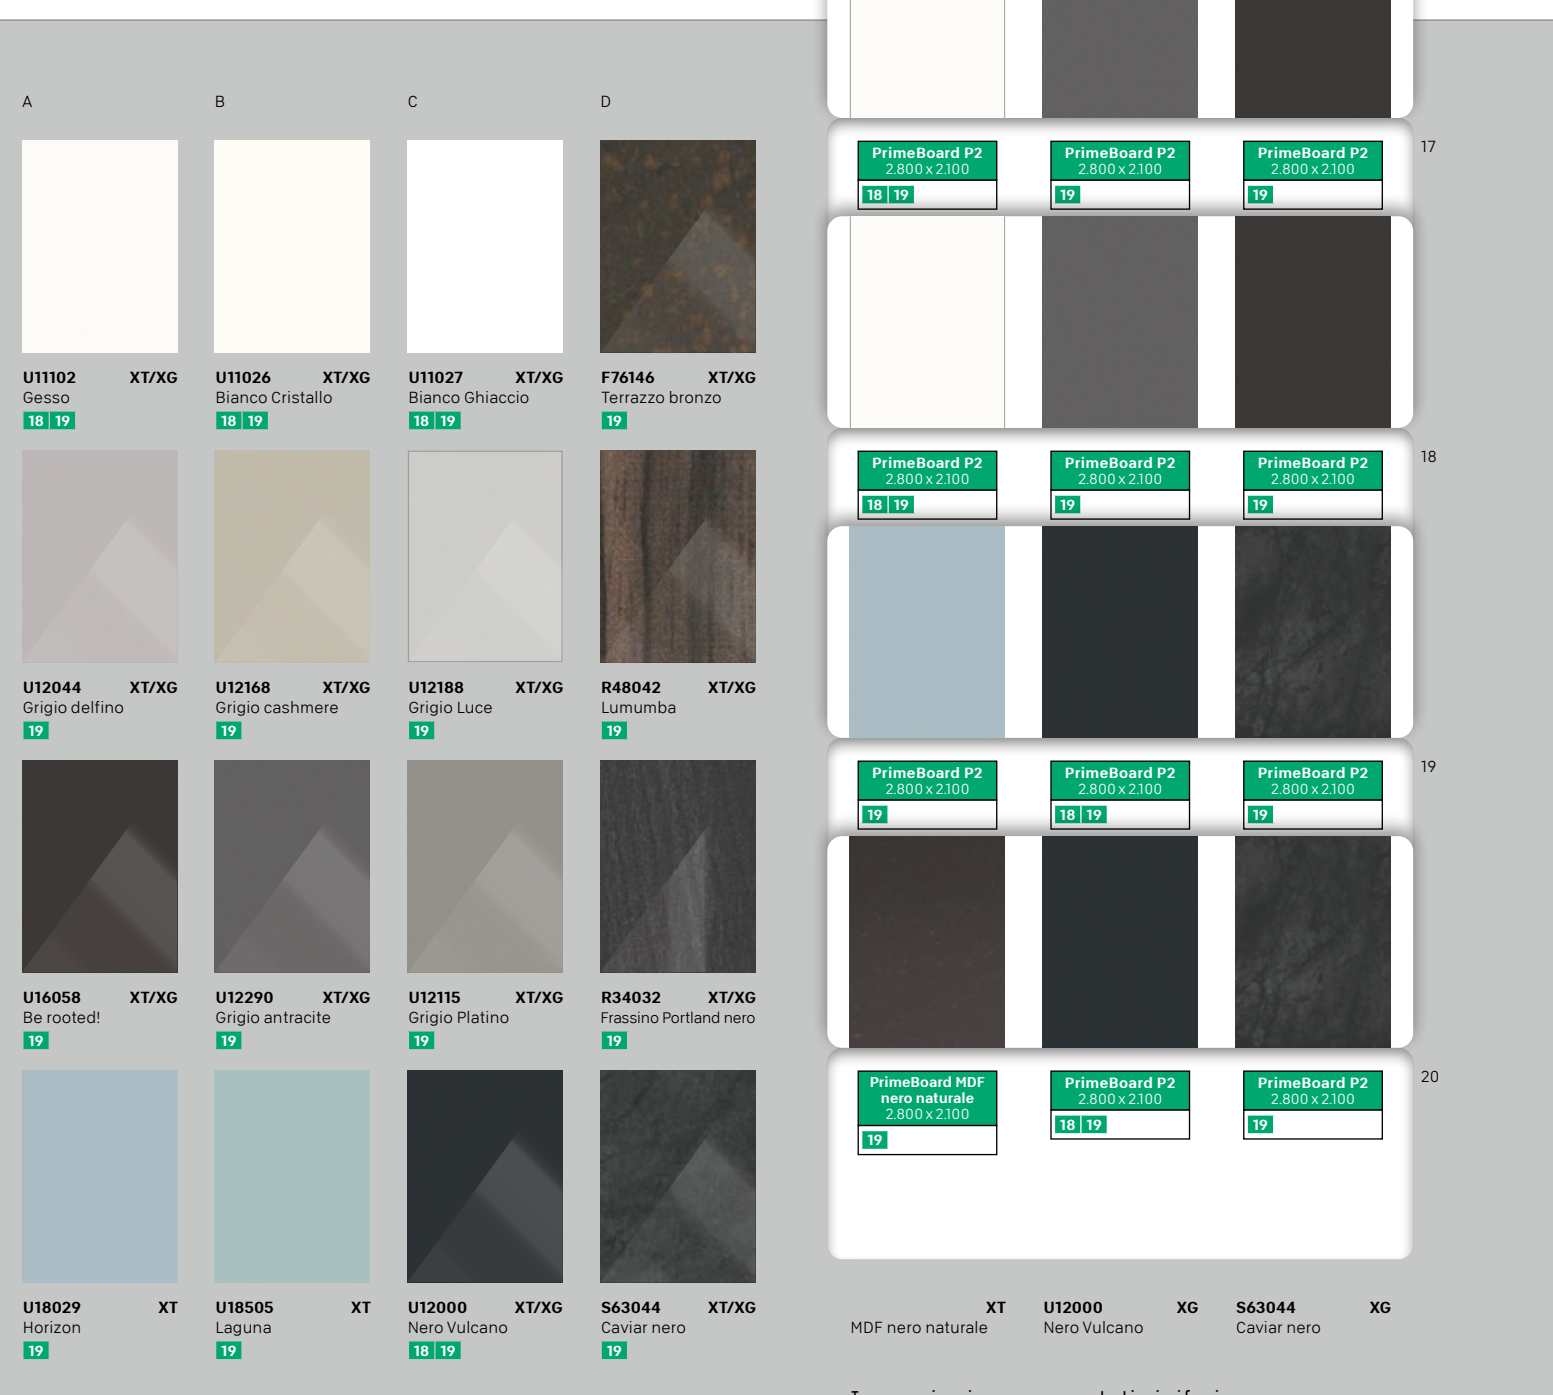 A B C D
PrimeBoard P2 PrimeBoard P2 PrimeBoard P2 17
2.800 x 2.100 2.800 x 2.100 2.800 x 2.100
18 19 19 19
U11102 XT/XG U11026 XT/XG U11027 XT/XG F76146 XT/XG
Gesso Bianco Cristallo Bianco Ghiaccio Terrazzo bronzo
18 19 18 19 18 19 19
PrimeBoard P2 PrimeBoard P2 PrimeBoard P2 18
2.800 x 2.100 2.800 x 2.100 2.800 x 2.100
18 19 19 19
U12044 XT/XG U12168 XT/XG U12188 XT/XG R48042 XT/XG
Grigio delfino Grigio cashmere Grigio Luce Lumumba
19 19 19 19
PrimeBoard P2 PrimeBoard P2 PrimeBoard P2 19
2.800 x 2.100 2.800 x 2.100 2.800 x 2.100
19 18 19 19
U16058 XT/XG U12290 XT/XG U12115 XT/XG R34032 XT/XG
Be rooted! Grigio antracite Grigio Platino Frassino Portland nero
19 19 19 19
PrimeBoard MDF PrimeBoard P2 PrimeBoard P2 20
nero naturale 2.800 x 2.100 2.800 x 2.100
2.800 x 2.100
19 18 19 19
U18029 XT U18505 XT U12000 XT/XG S63044 XT/XG XT U12000 XG S63044 XG
Horizon Laguna Nero Vulcano Caviar nero MDF nero naturale Nero Vulcano Caviar nero
19 19 18 19 19